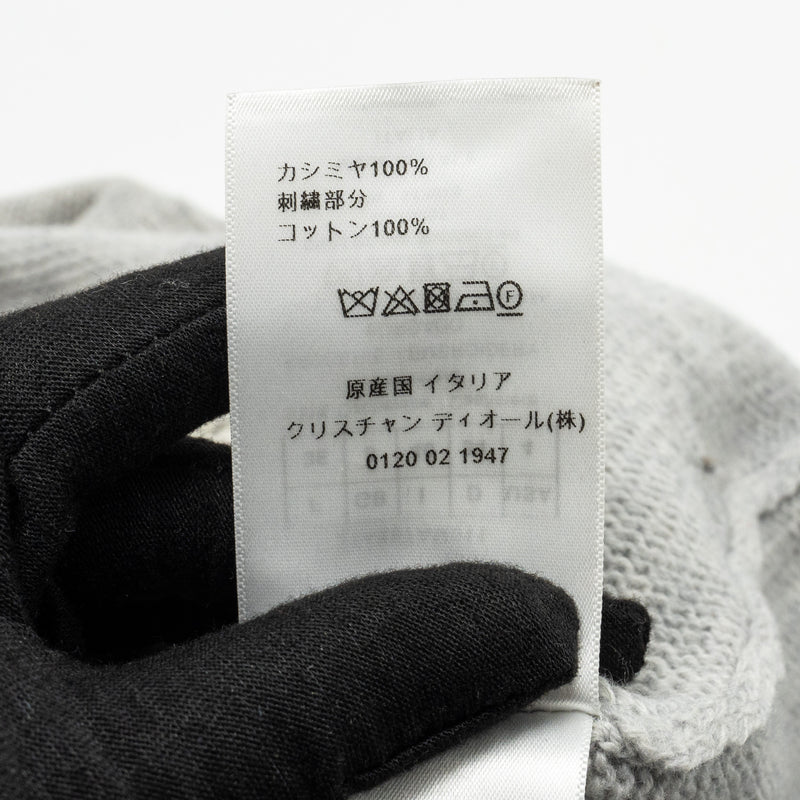 カシミヤ100%
刺繍部分
コットン100%
F
原産国 イタリア
クリスチャン ディオール(株)
0120 02 1947